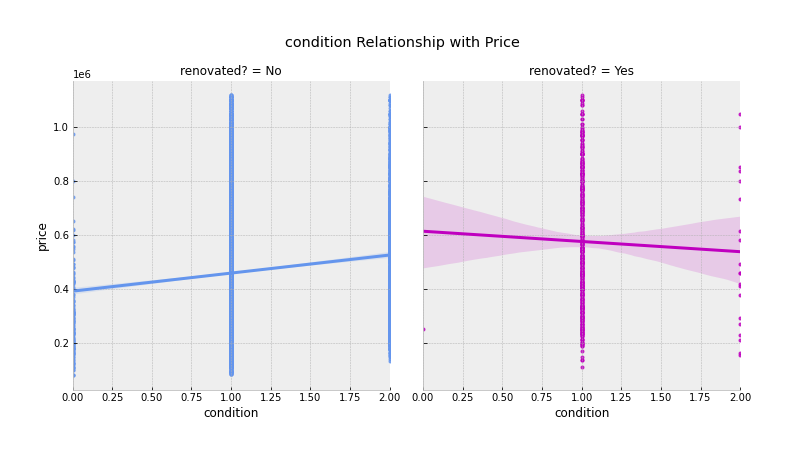 condition Relationship with Price
renovated? = No
renovated? = Yes
1e6
1.0
0.8
0.6
0.4
0.2
price
0.00 0.25 0.50 0.75 1.00 1.25 1.50 1.75 2.00
0.00 0.25 0.50 0.75 1.00 1.25 1.50 1.75 2.00
condition
condition